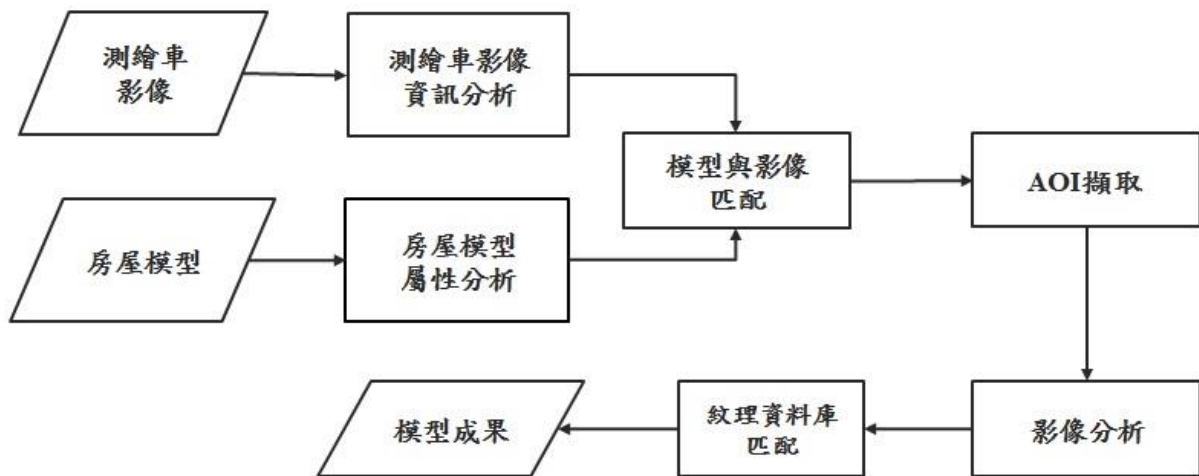 測繪車
影像
測繪車影像
資訊分析
房屋模型
房屋模型
屬性分析
模型與影像
匹配
AOI擷取
影像分析
紋理資料庫
匹配
模型成果